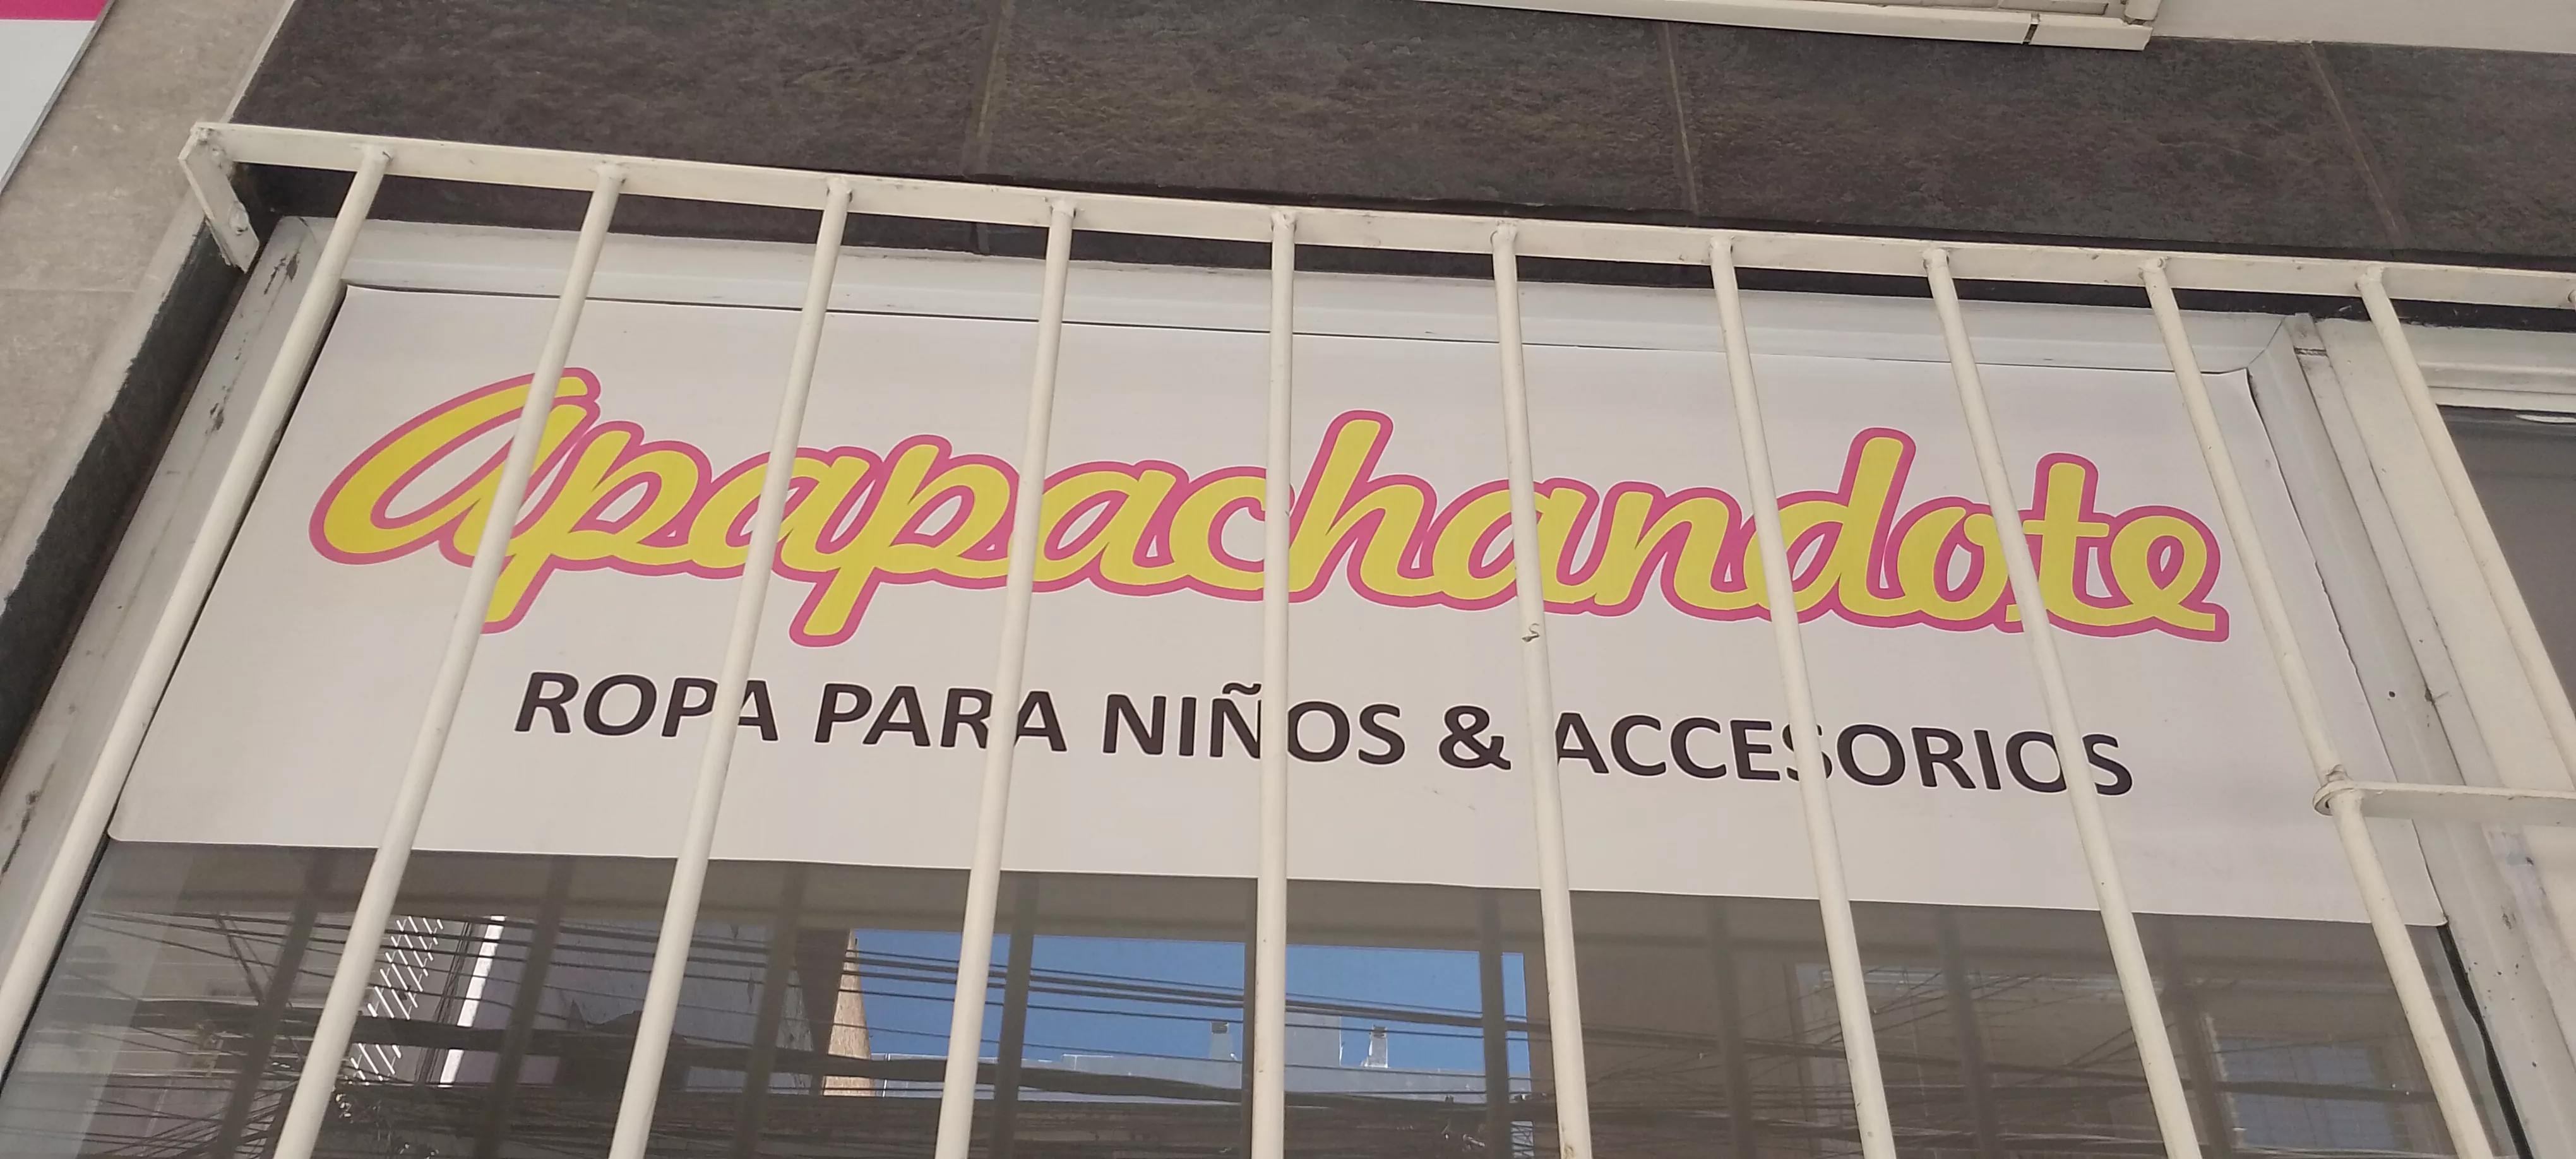 apapachandote
ROPA PARA NIÑOS & ACCESORIOS